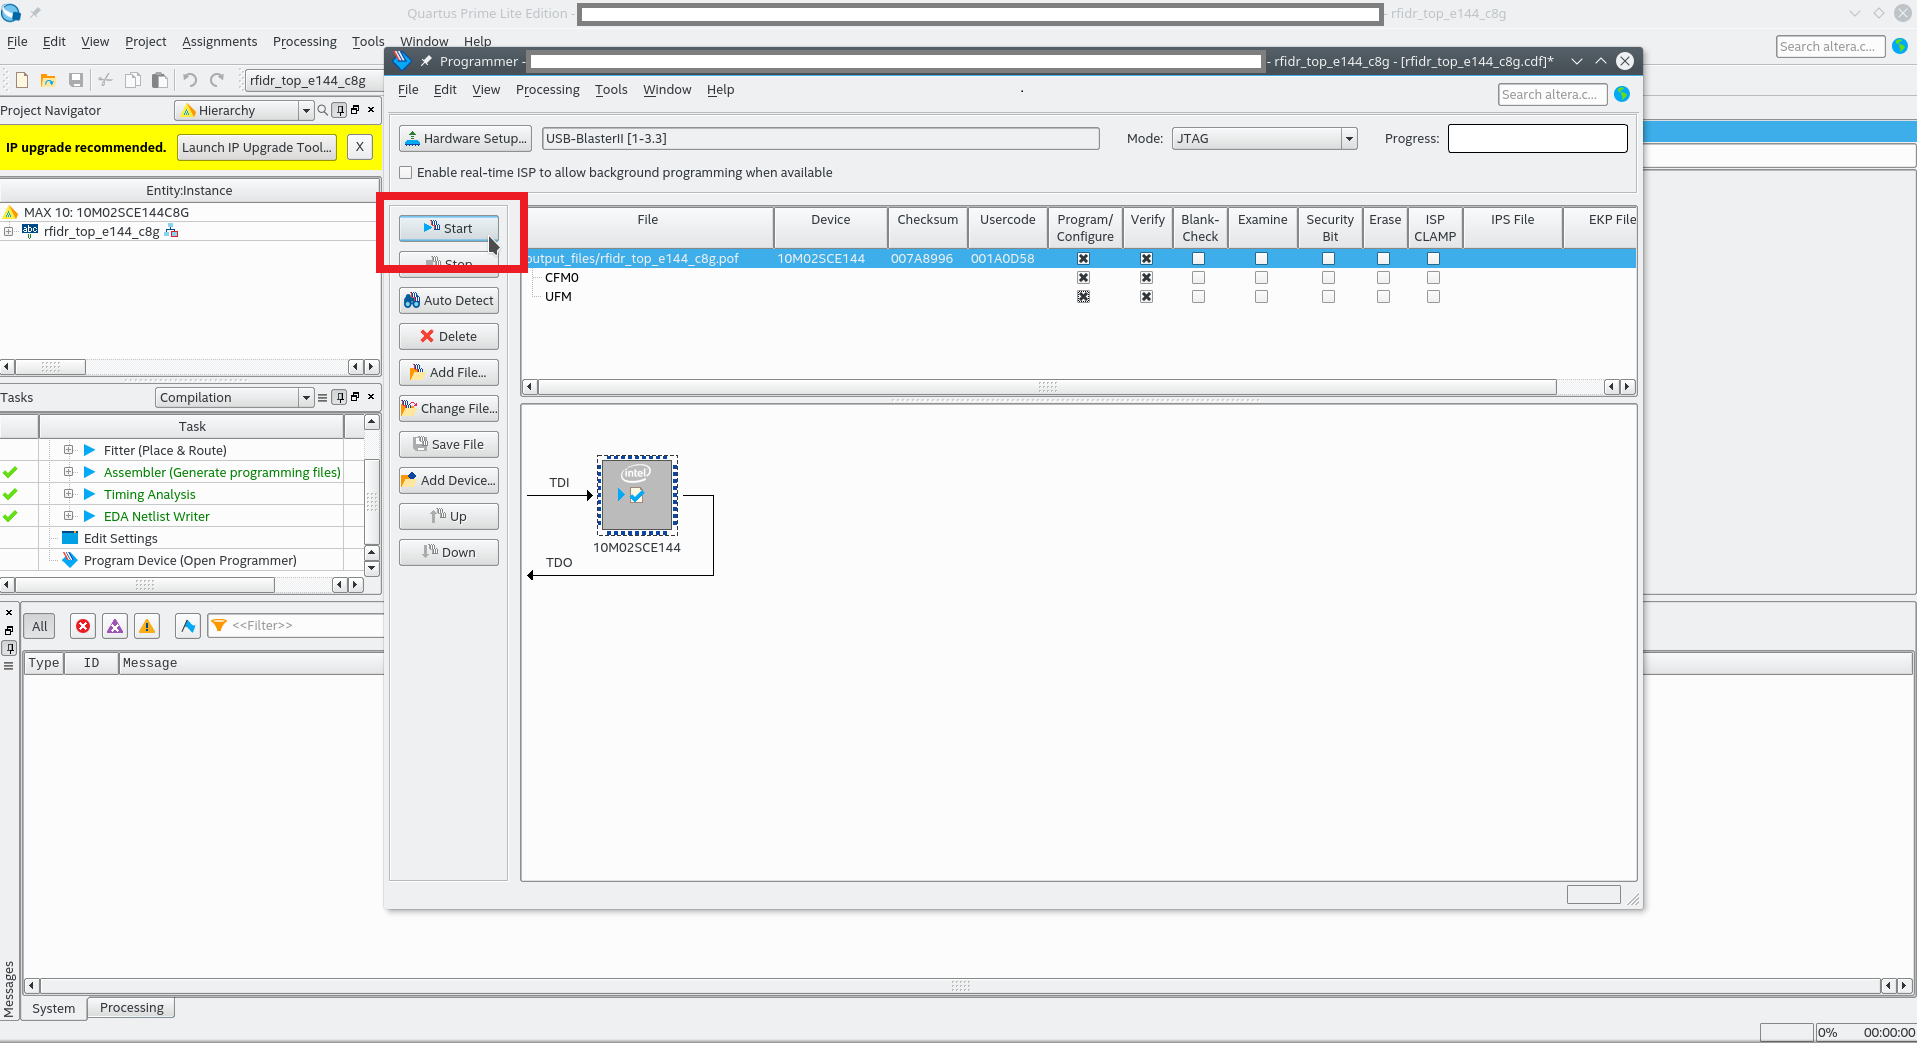 Quartus Prime Lite Edition - - rfidr_top_e144_c8g
File Edit View Project Assignments Processing Tools Window Help
Search altera.c...
rfidr_top_e144_c8g
Project Navigator Hierarchy
IP upgrade recommended. Launch IP Upgrade Tool... X
Entity:Instance
MAX 10: 10M02SCE144C8G
abc rfidr_top_e144_c8g
Tasks Compilation
Task
Fitter (Place & Route)
Assembler (Generate programming files)
Timing Analysis
EDA Netlist Writer
Edit Settings
Program Device (Open Programmer)
All <<Filter>>
Type ID Message
Messages
System Processing
0% 00:00:00
Programmer - - rfidr_top_e144_c8g - [rfidr_top_e144_c8g.cdf]*
File Edit View Processing Tools Window Help
Search altera.c...
Hardware Setup... USB-BlasterII [1-3.3] Mode: JTAG Progress:
Enable real-time ISP to allow background programming when available
Start
Stop
Auto Detect
Delete
Add File...
Change File...
Save File
Add Device...
Up
Down
File Device Checksum Usercode Program/ Verify Blank- Examine Security Erase ISP IPS File EKP File
Configure Check Bit CLAMP
output_files/rfidr_top_e144_c8g.pof 10M02SCE144 007A8996 001A0D58
CFM0
UFM
intel
TDI
10M02SCE144
TDO